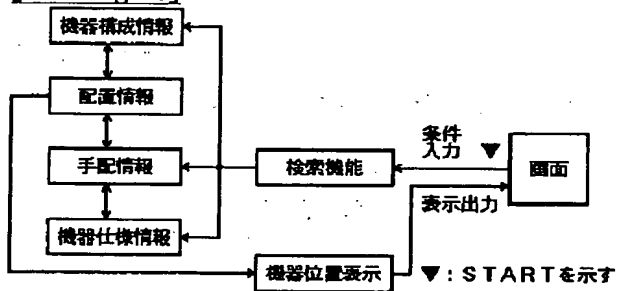 機器構成情報
配置情報
手配情報
機器仕様情報
検索機能
機器位置表示
条件
入力 ▼
画面
表示出力
▼:STARTを示す